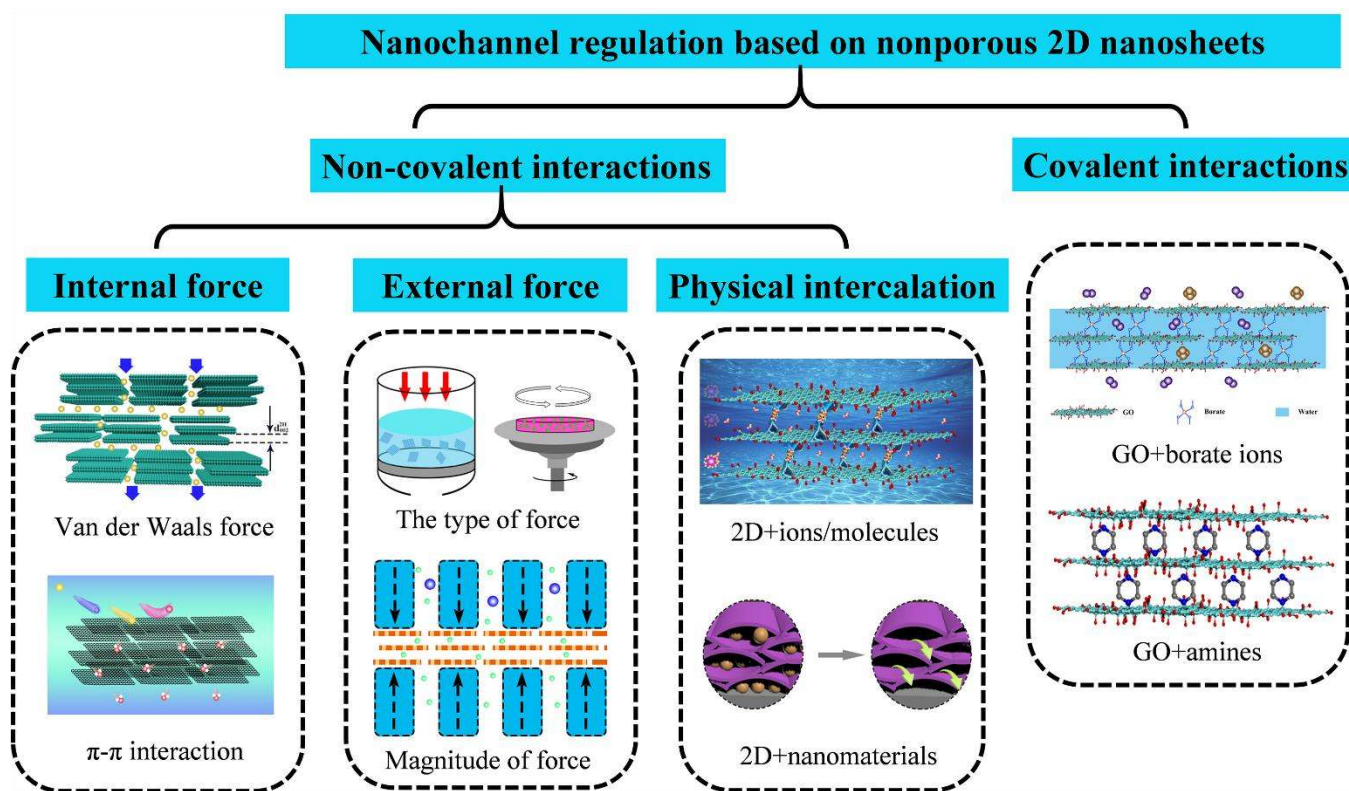 Nanochannel regulation based on nonporous 2D nanosheets
Non-covalent interactions
Covalent interactions
Internal force
External force
Physical intercalation
Van der Waals force
π-π interaction
The type of force
Magnitude of force
2D+ions/molecules
2D+nanomaterials
GO
Borate
Water
GO+borate ions
GO+amines